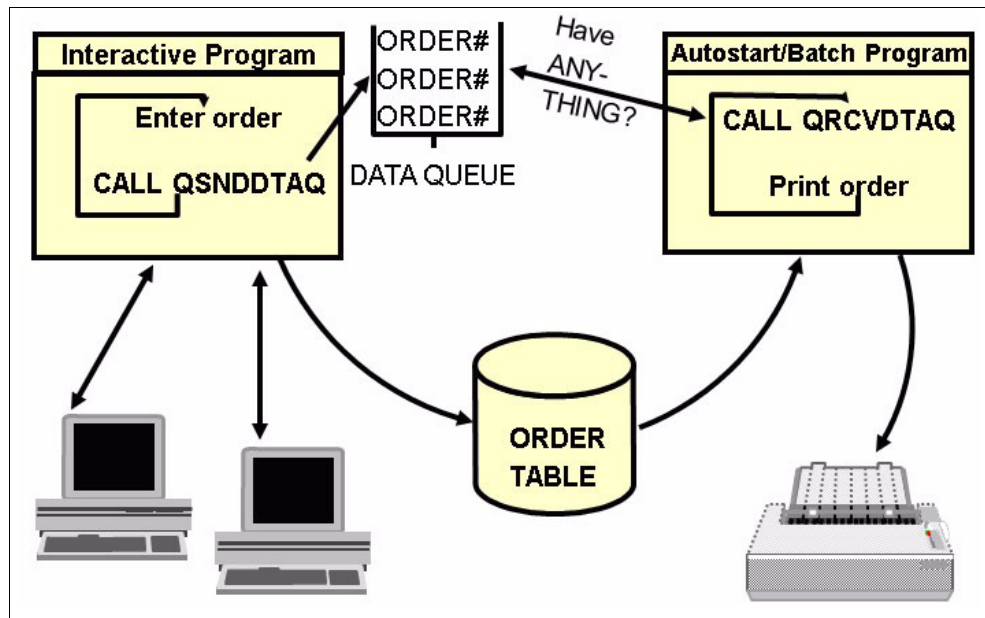 Interactive Program
Enter order
CALL QSNDDTAQ
ORDER#
ORDER#
ORDER#
DATA QUEUE
Have
ANY-
THING?
Autostart/Batch Program
CALL QRCVDTAQ
Print order
ORDER
TABLE